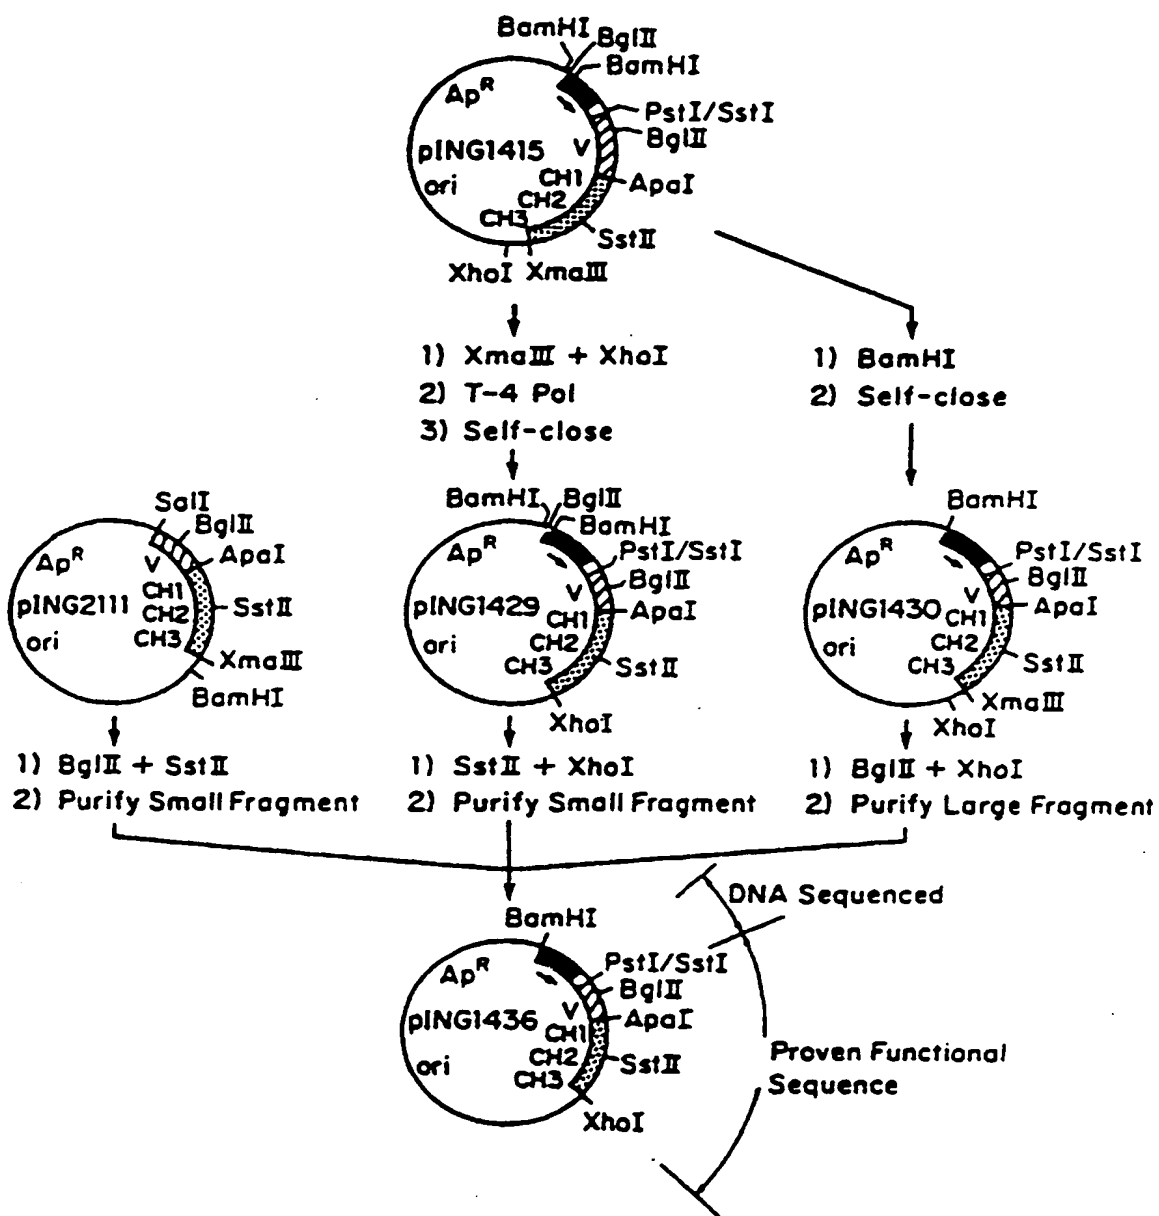 BamHI
BglII
BamHI
Ap^R
PstI/SstI
BglII
pING1415
V
CH1
ApaI
ori
CH2
CH3
SstII
XhoI XmaIII
1) XmaIII + XhoI
2) T-4 Pol
3) Self-close
1) BamHI
2) Self-close
SalI
BglII
ApaI
Ap^R
V
CH1
pING2111
CH2
SstII
ori
CH3
XmaIII
BamHI
1) BglII + SstII
2) Purify Small Fragment
BamHI
BglII
BamHI
Ap^R
PstI/SstI
BglII
V
pING1429
CH1
ApaI
ori
CH2
CH3
SstII
XhoI
1) SstII + XhoI
2) Purify Small Fragment
BamHI
Ap^R
PstI/SstI
BglII
V
pING1430
CH1
ApaI
ori
CH2
CH3
SstII
XmaIII
XhoI
1) BglII + XhoI
2) Purify Large Fragment
DNA Sequenced
BamHI
Ap^R
PstI/SstI
BglII
V
pING1436
ApaI
CH1
ori
CH2
SstII
CH3
XhoI
Proven Functional
Sequence